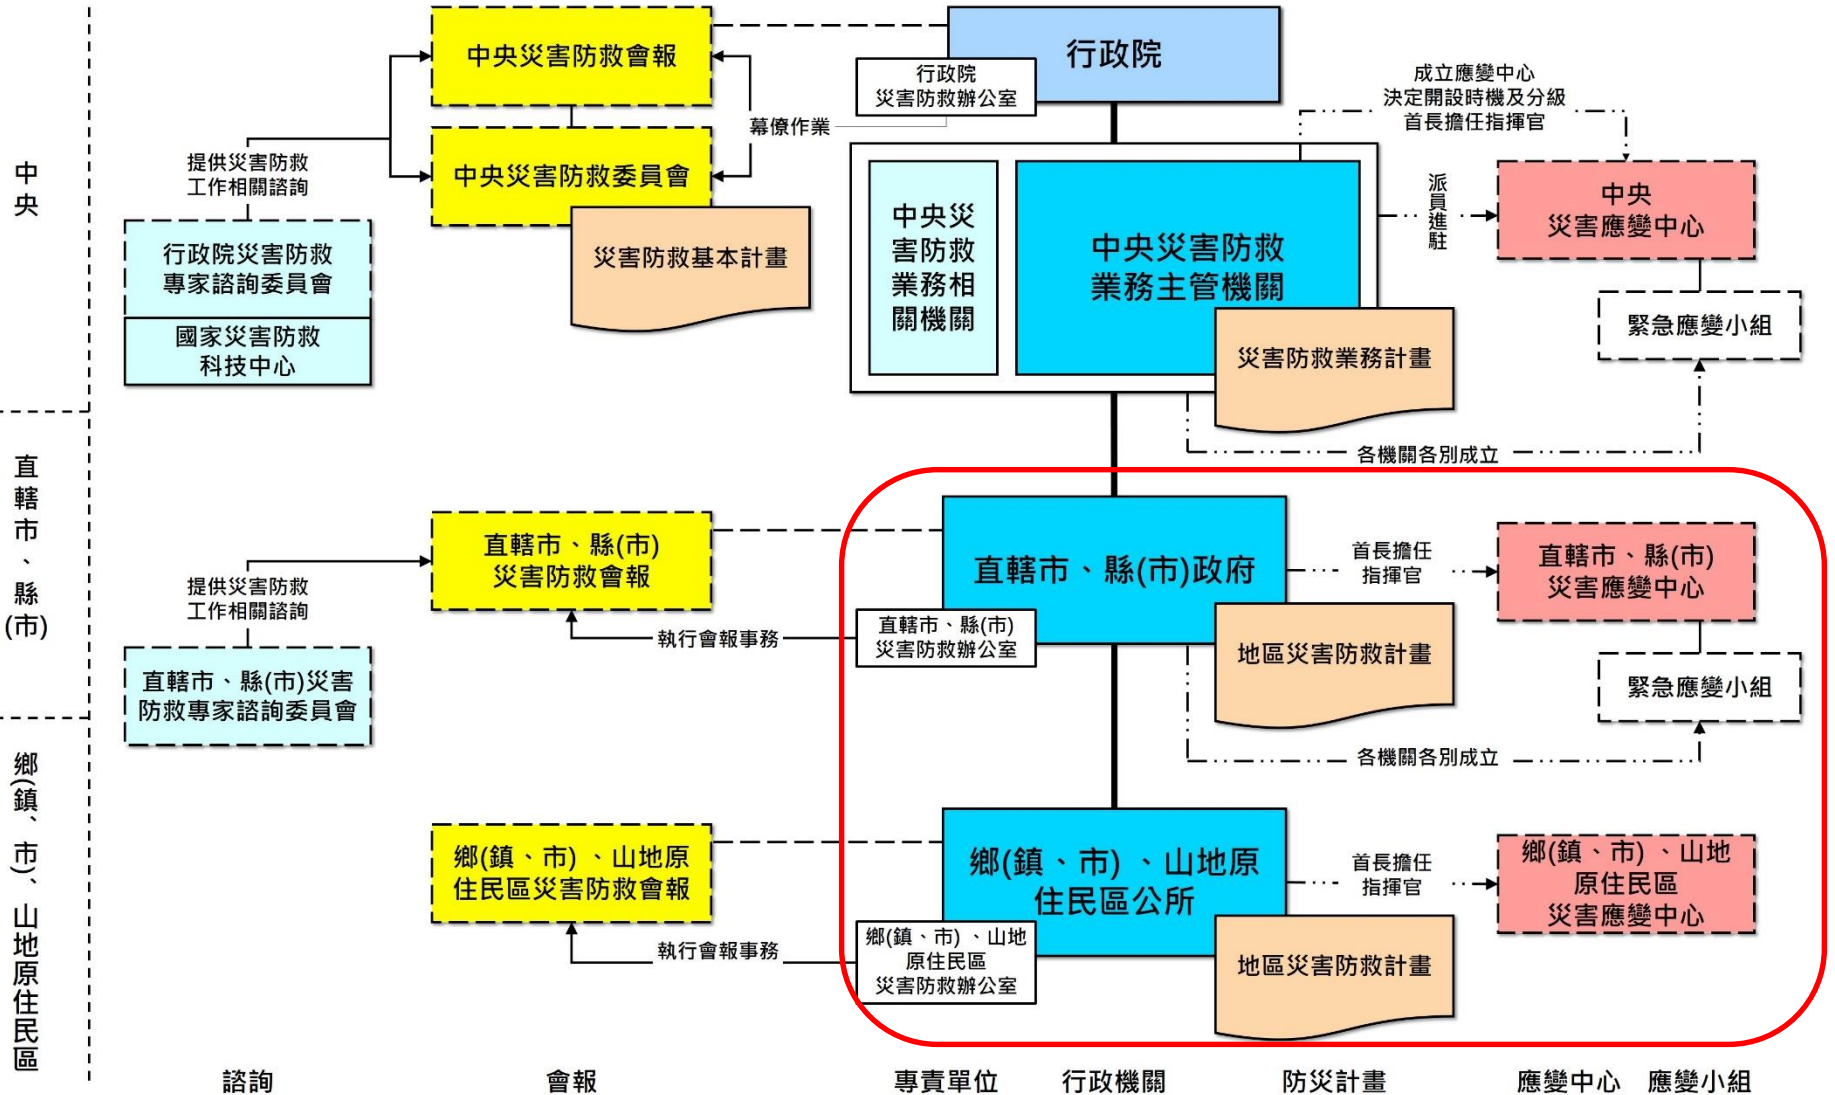 中央
直轄市、縣(市)
鄉(鎮、市)、山地原住民區
中央災害防救會報
行政院
行政院
災害防救辦公室
幕僚作業
成立應變中心
決定開設時機及分級
首長擔任指揮官
提供災害防救
工作相關諮詢
中央災害防救委員會
災害防救基本計畫
行政院災害防救
專家諮詢委員會
國家災害防救
科技中心
中央災
害防救
業務相
關機關
中央災害防救
業務主管機關
災害防救業務計畫
派員進駐
中央
災害應變中心
緊急應變小組
各機關各別成立
直轄市、縣(市)
災害防救會報
提供災害防救
工作相關諮詢
直轄市、縣(市)災害
防救專家諮詢委員會
執行會報事務
直轄市、縣(市)政府
直轄市、縣(市)
災害防救辦公室
地區災害防救計畫
首長擔任
指揮官
直轄市、縣(市)
災害應變中心
緊急應變小組
各機關各別成立
鄉(鎮、市)、山地原
住民區災害防救會報
執行會報事務
鄉(鎮、市)、山地原
住民區公所
鄉(鎮、市)、山地
原住民區
災害防救辦公室
地區災害防救計畫
首長擔任
指揮官
鄉(鎮、市)、山地
原住民區
災害應變中心
諮詢
會報
專責單位
行政機關
防災計畫
應變中心
應變小組